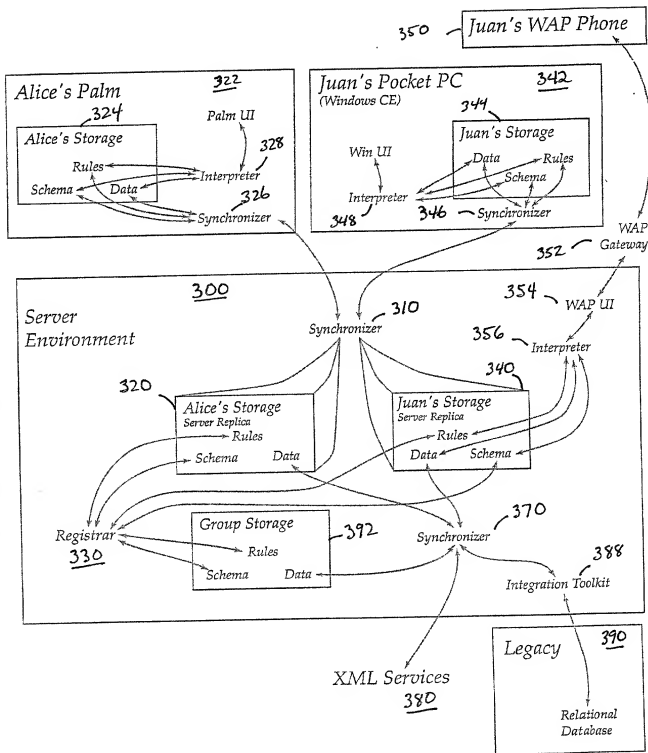 350
Juan's WAP Phone
Alice's Palm
322
324
Palm UI
Alice's Storage
328
Rules
Interpreter
Schema
Data
326
Synchronizer
Juan's Pocket PC
342
(Windows CE)
344
Juan's Storage
Win UI
Data
Rules
Schema
Interpreter
348
346
Synchronizer
WAP
352
Gateway
300
354
WAP UI
Server
Environment
310
Synchronizer
356
Interpreter
320
340
Alice's Storage
Server Replica
Rules
Schema
Data
Juan's Storage
Server Replica
Rules
Data
Schema
Registrar
330
Group Storage
392
Rules
Schema
Data
370
Synchronizer
388
Integration Toolkit
XML Services
380
Legacy
390
Relational
Database